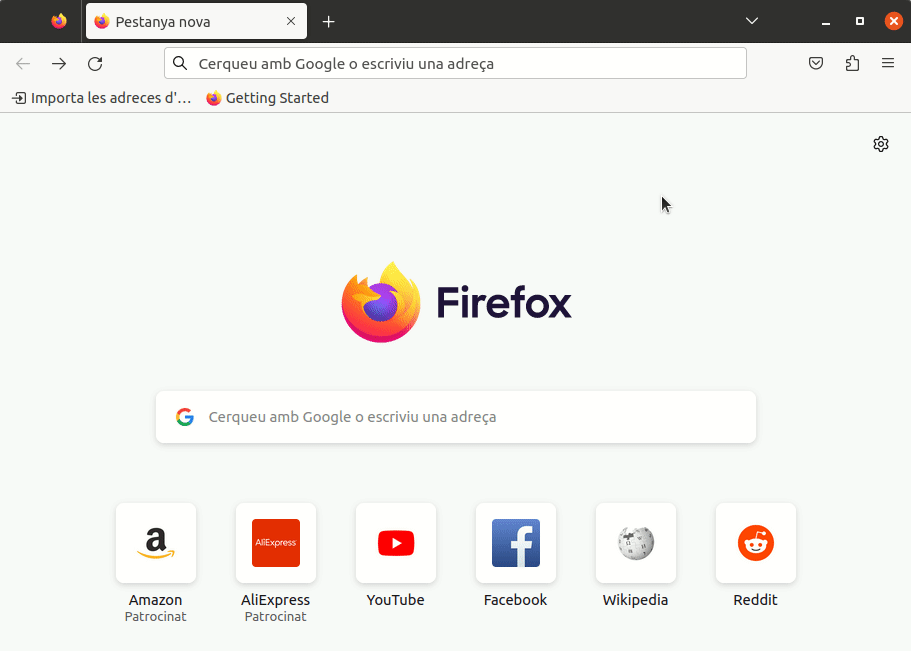 Pestanya nova
Cerqueu amb Google o escriviu una adreça
Importa les adreces d'…
Getting Started
Firefox
Cerqueu amb Google o escriviu una adreça
a
AliExpress
Amazon
Patrocinat
AliExpress
Patrocinat
YouTube
Facebook
Wikipedia
Reddit